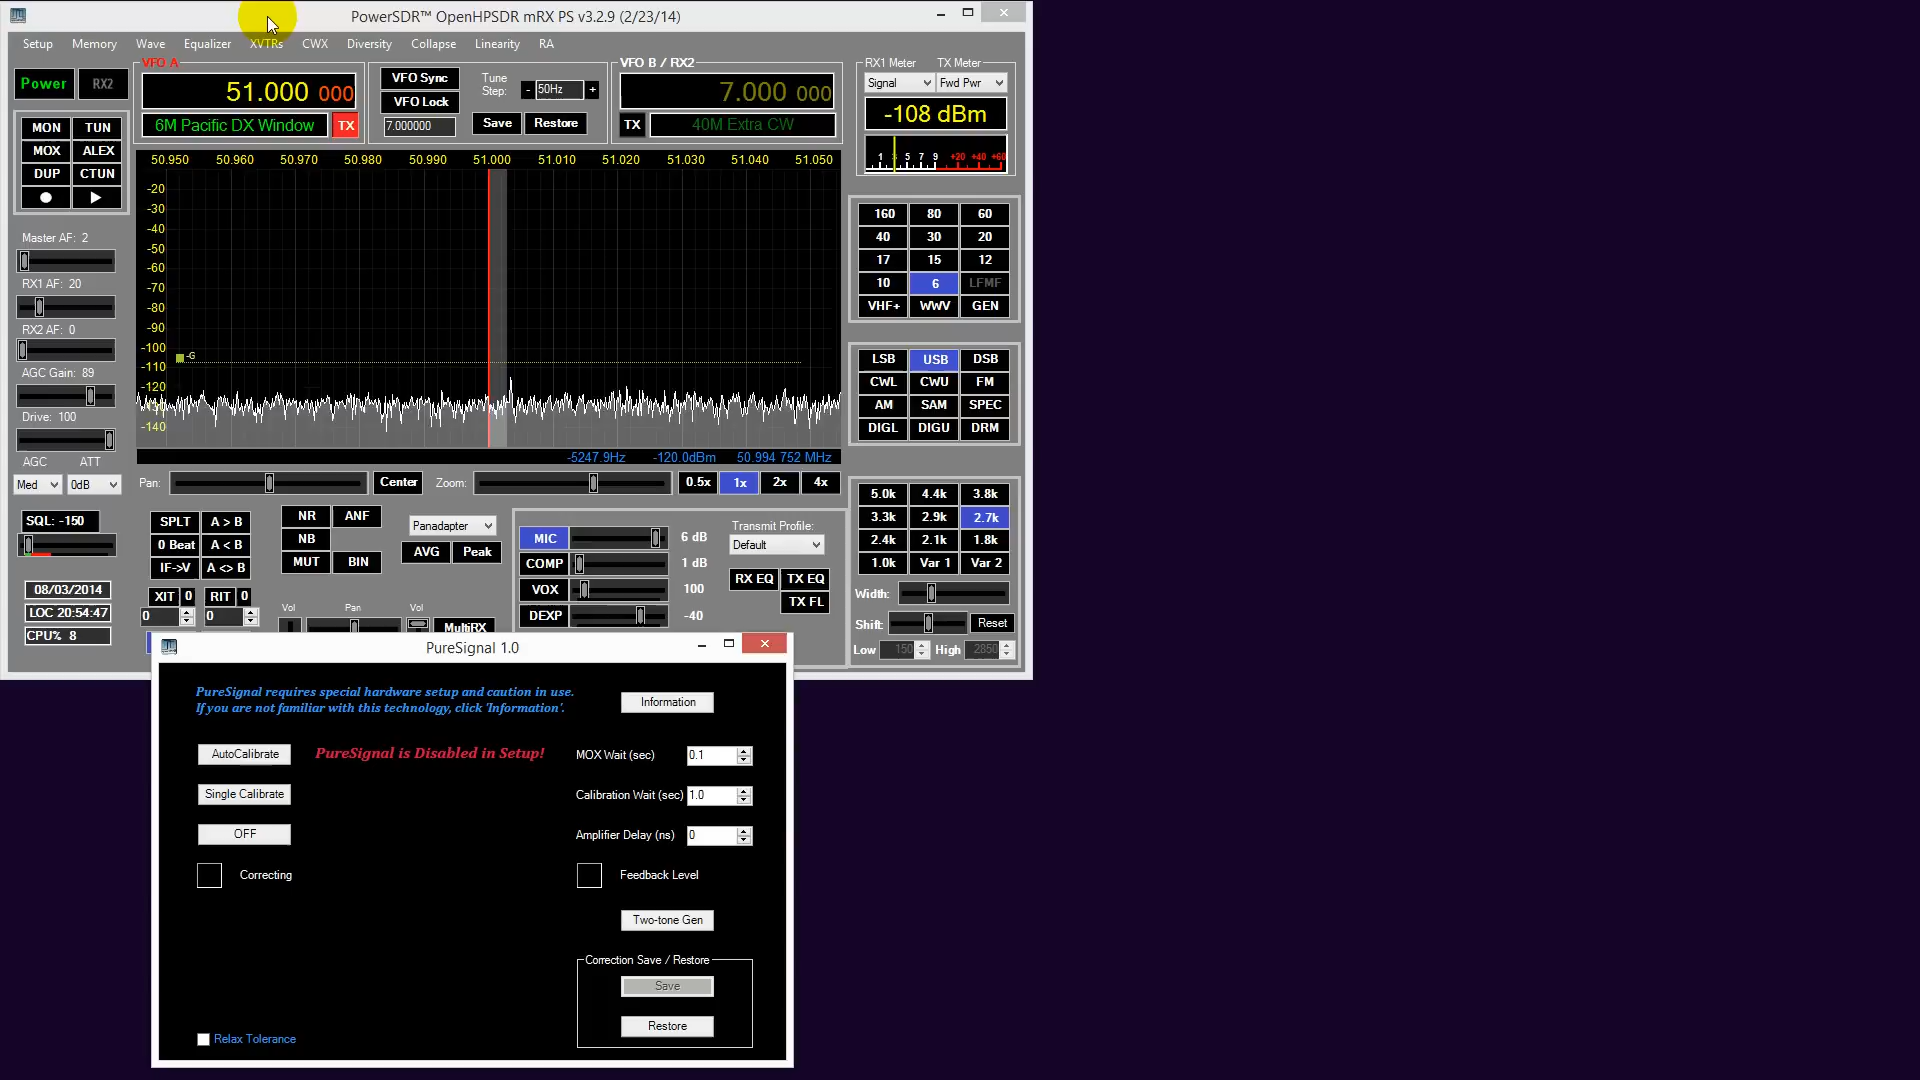 PowerSDR™ OpenHPSDR mRX PS v3.2.9 (2/23/14)
Setup Memory Wave Equalizer XVTRs CWX Diversity Collapse Linearity RA
Power RX2
MON TUN
MOX ALEX
DUP CTUN
VFO A
51.000 000
6M Pacific DX Window TX
VFO Sync
VFO Lock
7.000000
Tune
Step: - 50Hz +
Save Restore
VFO B / RX2
7.000 000
TX 40M Extra CW
RX1 Meter TX Meter
Signal Fwd Pwr
-108 dBm
1 5 7 9 +20 +40 +60
Master AF: 2
RX1 AF: 20
RX2 AF: 0
AGC Gain: 89
Drive: 100
AGC ATT
Med 0dB
SQL: -150
08/03/2014
LOC 20:54:47
CPU% 8
50.950 50.960 50.970 50.980 50.990 51.000 51.010 51.020 51.030 51.040 51.050
-20
-30
-40
-50
-60
-70
-80
-90
-100
-G
-110
-120
-130
-140
-5247.9Hz -120.0dBm 50.994 752 MHz
Pan: Center Zoom: 0.5x 1x 2x 4x
160 80 60
40 30 20
17 15 12
10 6 LFMF
VHF+ WWV GEN
LSB USB DSB
CWL CWU FM
AM SAM SPEC
DIGL DIGU DRM
5.0k 4.4k 3.8k
3.3k 2.9k 2.7k
2.4k 2.1k 1.8k
1.0k Var 1 Var 2
Width:
Shift: Reset
Low 150 High 2850
SPLT A > B
0 Beat A < B
IF->V A <> B
XIT 0 RIT 0
0 0
NR ANF
NB
MUT BIN
Vol Pan Vol
MultiRX
Panadapter
AVG Peak
MIC 6 dB
COMP 1 dB
VOX 100
DEXP -40
Transmit Profile:
Default
RX EQ TX EQ
TX FL
PureSignal 1.0
PureSignal requires special hardware setup and caution in use.
If you are not familiar with this technology, click 'Information'.
Information
AutoCalibrate PureSignal is Disabled in Setup! MOX Wait (sec) 0.1
Single Calibrate Calibration Wait (sec) 1.0
OFF Amplifier Delay (ns) 0
Correcting Feedback Level
Two-tone Gen
Correction Save / Restore
Save
Restore
Relax Tolerance